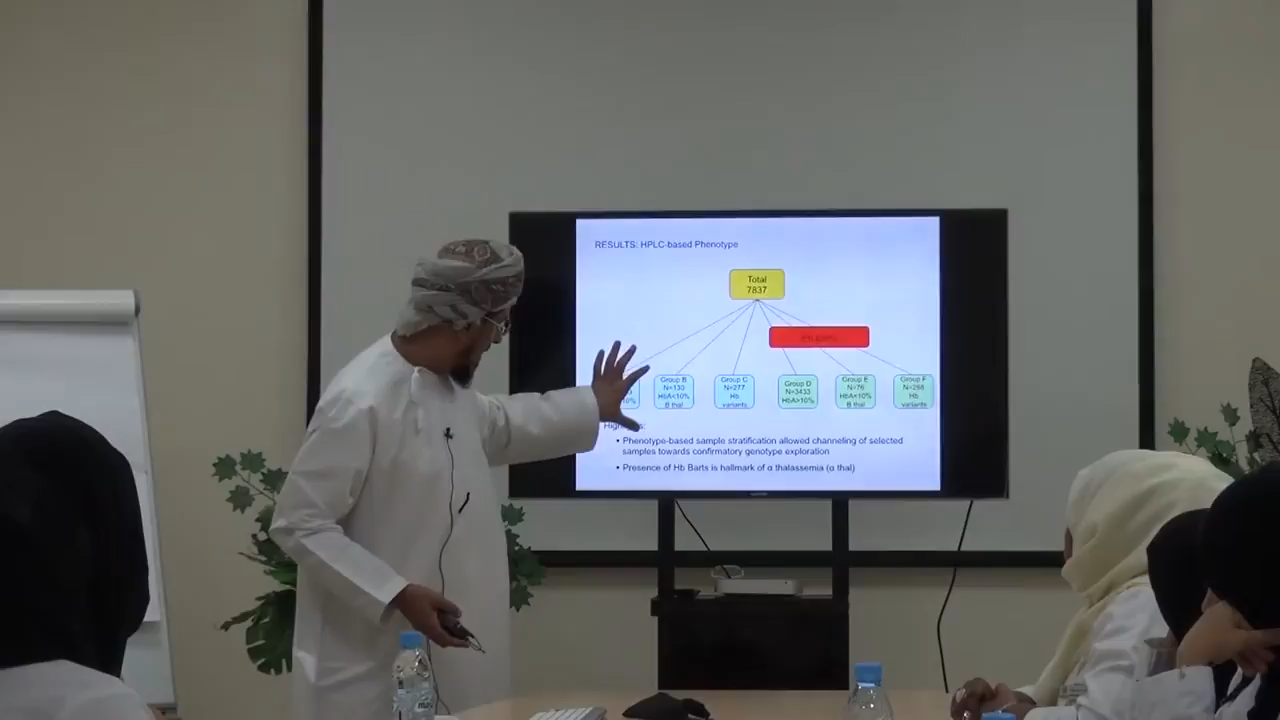 RESULTS: HPLC-based Phenotype
Total
7837
Group B
N=130
HbA<10%
B thal
Group C
N=277
Hb
variants
Group D
N=3433
HbA>10%
Group E
N=76
HbA<10%
B thal
Group F
N=288
Hb
variants
10%
• Phenotype-based sample stratification allowed channeling of selected
samples towards confirmatory genotype exploration
• Presence of Hb Barts is hallmark of α thalassemia (α thal)